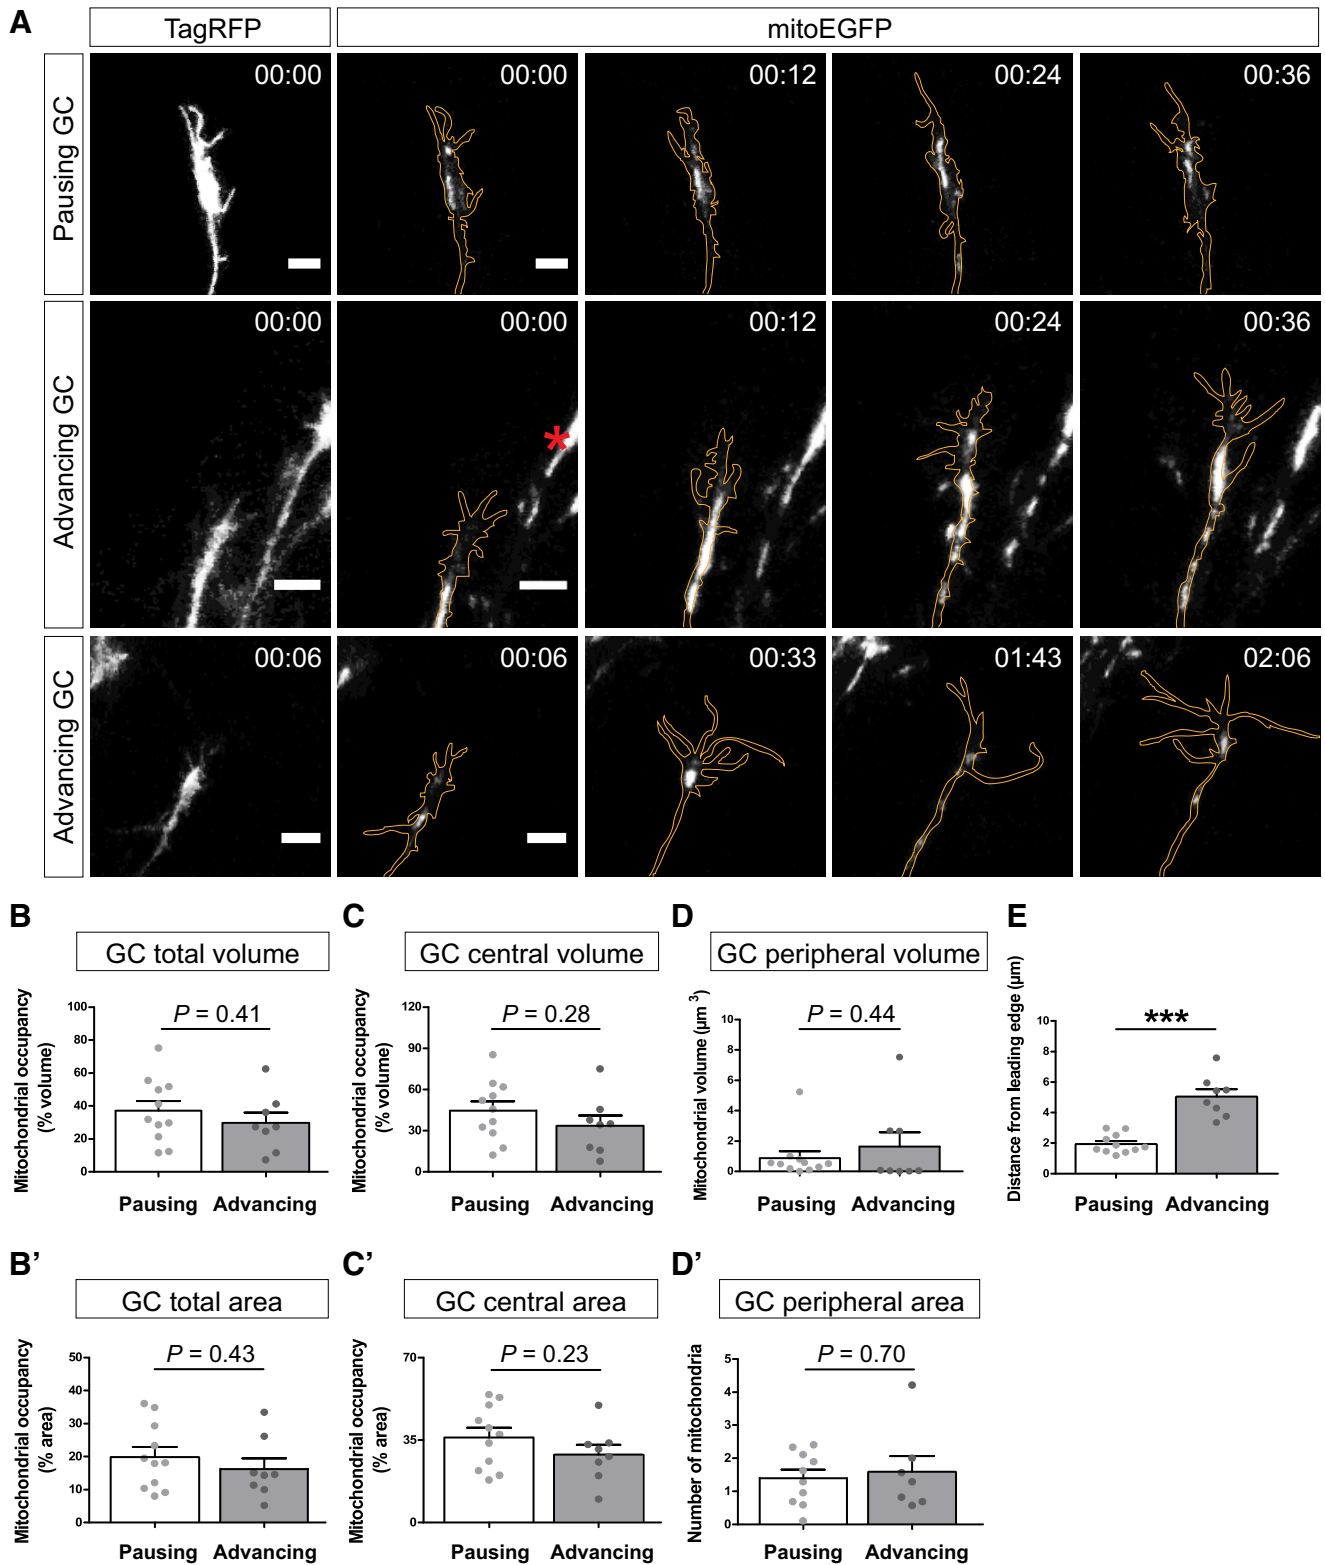 A
TagRFP
mitoEGFP
Pausing GC
00:00
00:00
00:12
00:24
00:36
Advancing GC
00:00
00:00
00:12
00:24
00:36
*
Advancing GC
00:06
00:06
00:33
01:43
02:06
B
GC total volume
Mitochondrial occupancy
(% volume)
100
80
60
40
20
0
P = 0.41
Pausing Advancing
C
GC central volume
Mitochondrial occupancy
(% volume)
120
90
60
30
0
P = 0.28
Pausing Advancing
D
GC peripheral volume
Mitochondrial volume (µm³)
10
8
6
4
2
0
P = 0.44
Pausing Advancing
E
Distance from leading edge (µm)
10
8
6
4
2
0
***
Pausing Advancing
B'
GC total area
Mitochondrial occupancy
(% area)
50
40
30
20
10
0
P = 0.43
Pausing Advancing
C'
GC central area
Mitochondrial occupancy
(% area)
70
35
0
P = 0.23
Pausing Advancing
D'
GC peripheral area
Number of mitochondria
5
4
3
2
1
0
P = 0.70
Pausing Advancing